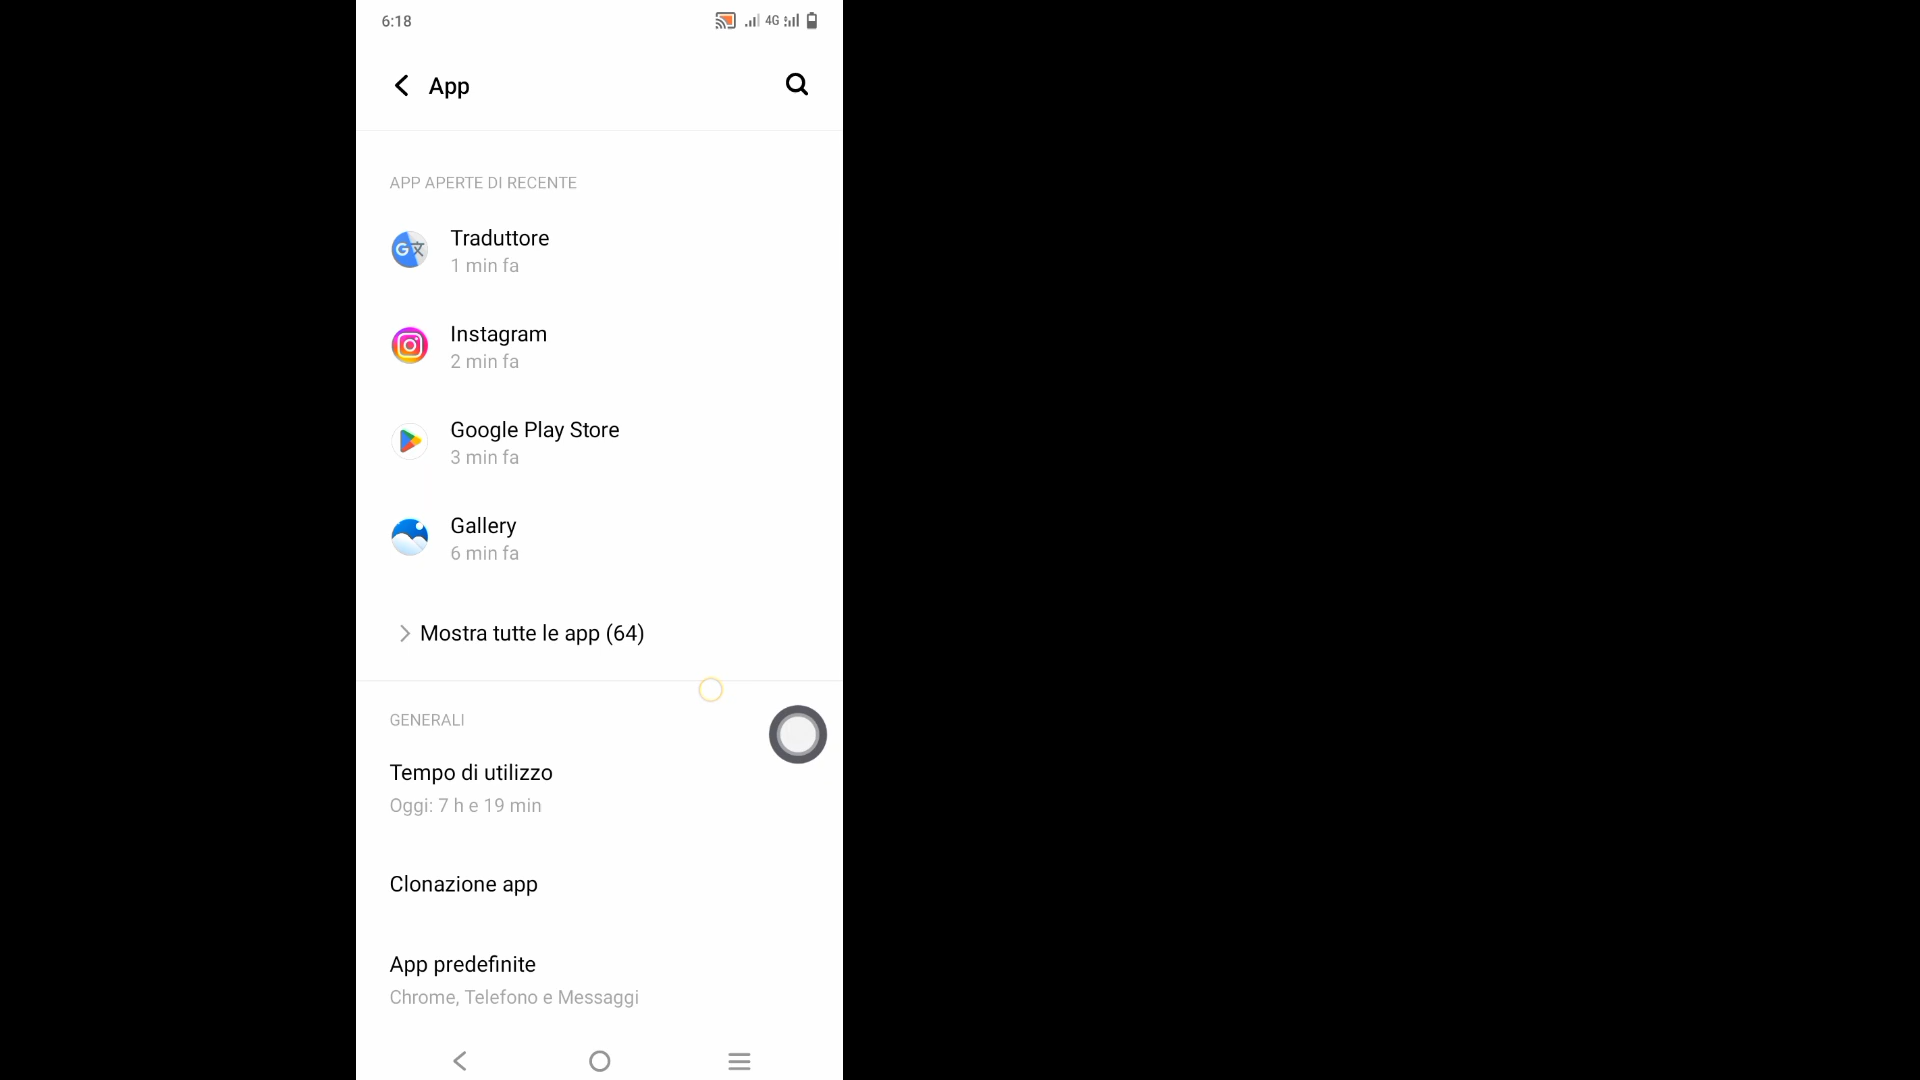 6:18
4G
App
APP APERTE DI RECENTE
Traduttore
1 min fa
Instagram
2 min fa
Google Play Store
3 min fa
Gallery
6 min fa
Mostra tutte le app (64)
GENERALI
Tempo di utilizzo
Oggi: 7 h e 19 min
Clonazione app
App predefinite
Chrome, Telefono e Messaggi